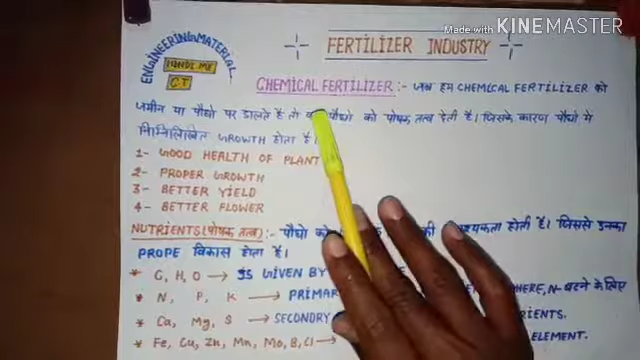 Made with KINEMASTER
ENGINEERING MATERIAL
HINDI ME
G.T
FERTILIZER INDUSTRY
CHEMICAL FERTILIZER :- जब हम CHEMICAL FERTILIZER को
जमीन या पौधो पर डालते है तो पौधो को पोषक तत्व देती है। जिसके कारण पौधो में
निम्नलिखित GROWTH होता है।
1- GOOD HEALTH OF PLANT
2- PROPER GROWTH
3- BETTER YIELD
4- BETTER FLOWER
NUTRIENTS (पोषक तत्व) :- पौधो को की होती है। जिससे उनका
PROPE विकास होता है।
* C, H, O → IS GIVEN BY HERE, N- घटने के लिए
* N, P, K → PRIMAR
* Ca, Mg, S → SECONDRY RIENTS.
* Fe, Cu, Zn, Mn, Mo, B, Cl → ELEMENT.